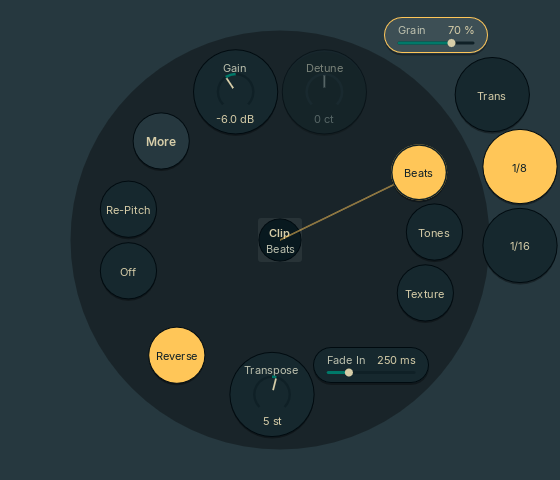 Grain 70 %
Gain
-6.0 dB
Detune
0 ct
Trans
More
Beats
1/8
Re-Pitch
Tones
Clip
Beats
1/16
Off
Texture
Reverse
Transpose
5 st
Fade In 250 ms